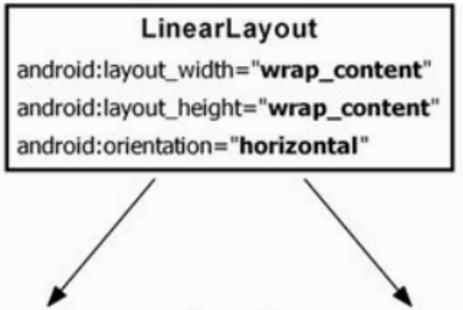 LinearLayout
android:layout_width="wrap_content"
android:layout_height="wrap_content"
android:orientation="horizontal"